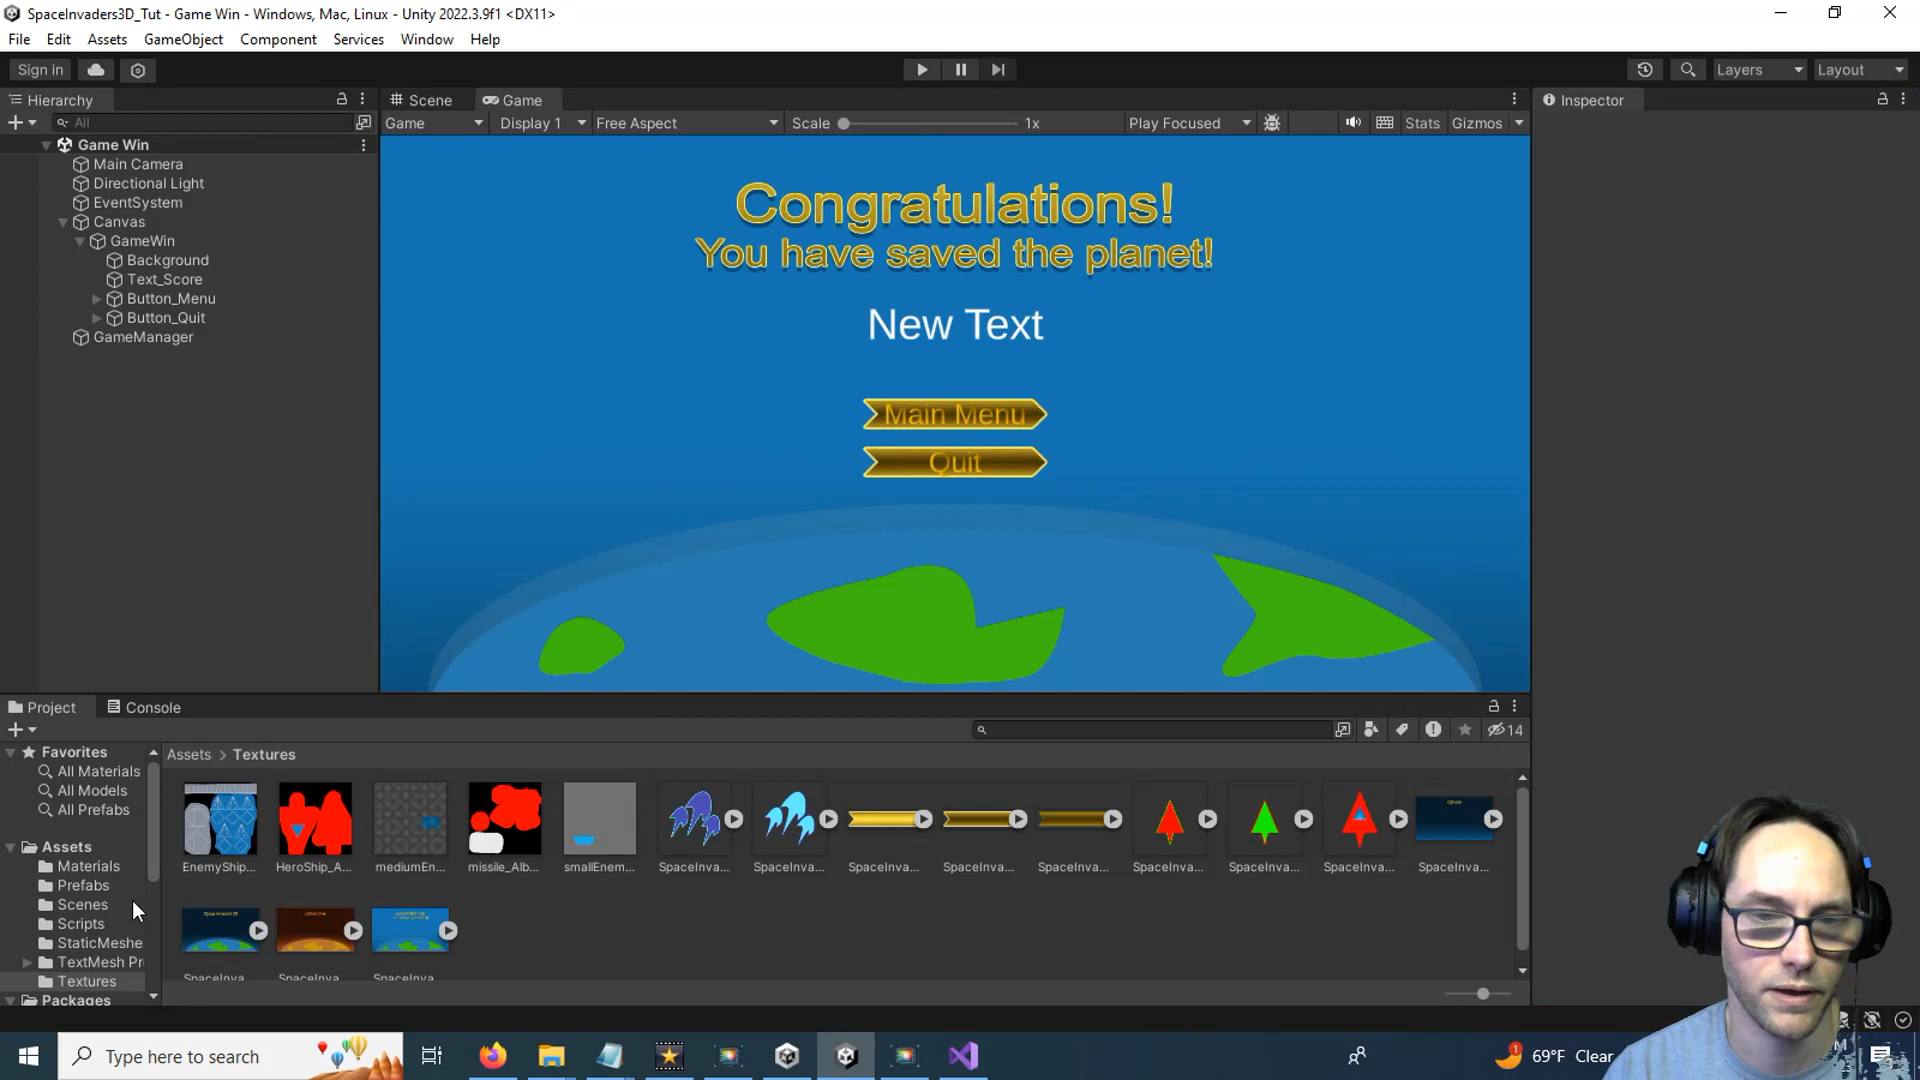 SpaceInvaders3D_Tut - Game Win - Windows, Mac, Linux - Unity 2022.3.9f1 <DX11>
File Edit Assets GameObject Component Services Window Help
Sign in Layers Layout
Hierarchy Scene Game Inspector
All Game Display 1 Free Aspect Scale 1x Play Focused Stats Gizmos
Game Win
Main Camera
Directional Light
EventSystem
Canvas
GameWin
Background
Text_Score
Button_Menu
Button_Quit
GameManager
Congratulations!
You have saved the planet!
New Text
Main Menu
Quit
Project Console
14
Favorites
All Materials
All Models
All Prefabs
Assets
Materials
Prefabs
Scenes
Scripts
StaticMeshe
TextMesh Pr
Textures
Packages
Assets > Textures
EnemyShip... HeroShip_A... mediumEn... missile_Alb... smallEnem... SpaceInva... SpaceInva... SpaceInva... SpaceInva... SpaceInva... SpaceInva... SpaceInva... SpaceInva... SpaceInva...
SpaceInva... SpaceInva... SpaceInva...
Type here to search
1
69°F Clear